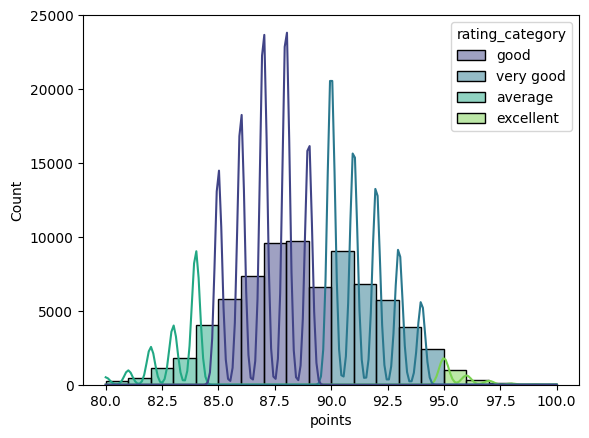 rating_category
good
very good
average
excellent
25000
20000
15000
10000
5000
0
Count
80.0 82.5 85.0 87.5 90.0 92.5 95.0 97.5 100.0
points